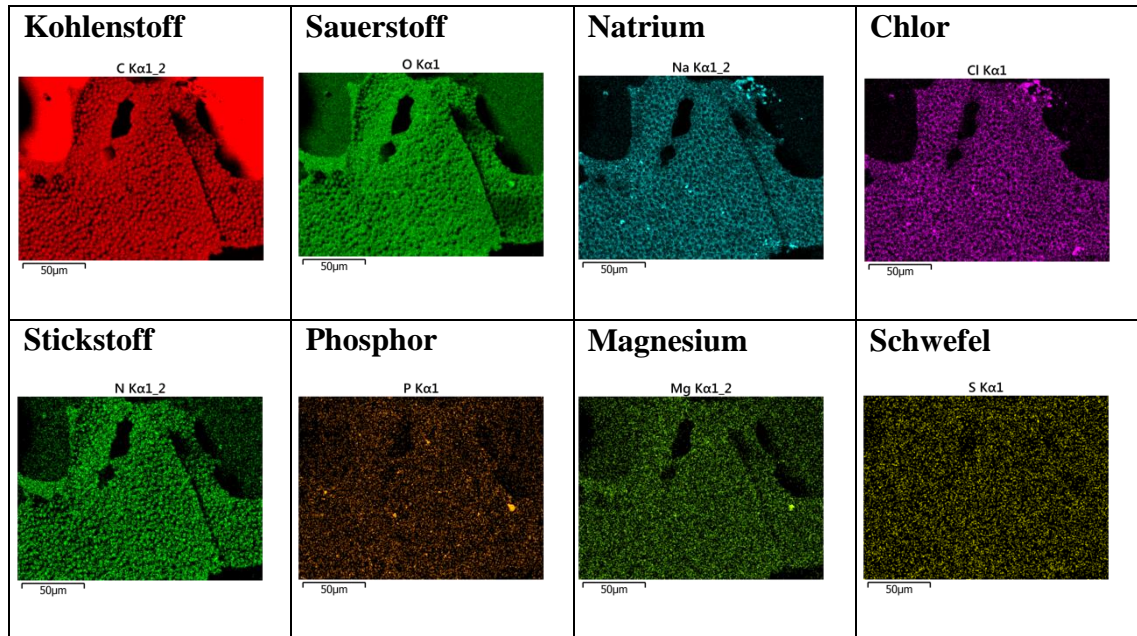 Kohlenstoff
C Kα1_2
50µm
Sauerstoff
O Kα1
50µm
Natrium
Na Kα1_2
50µm
Chlor
Cl Kα1
50µm
Stickstoff
N Kα1_2
50µm
Phosphor
P Kα1
50µm
Magnesium
Mg Kα1_2
50µm
Schwefel
S Kα1
50µm